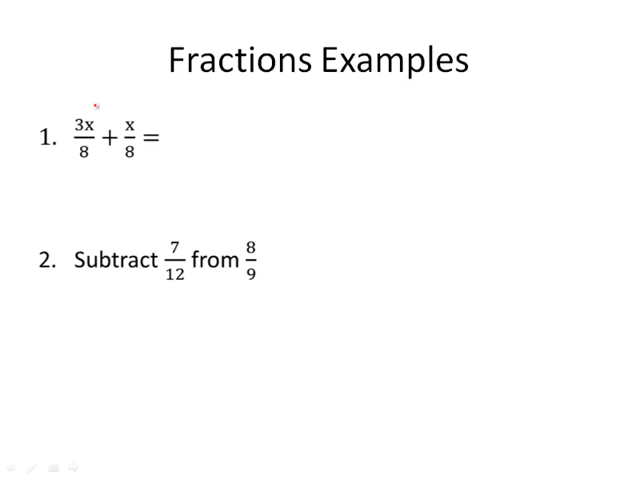 Fractions Examples
1. 3x/8 + x/8 =
2. Subtract 7/12 from 8/9